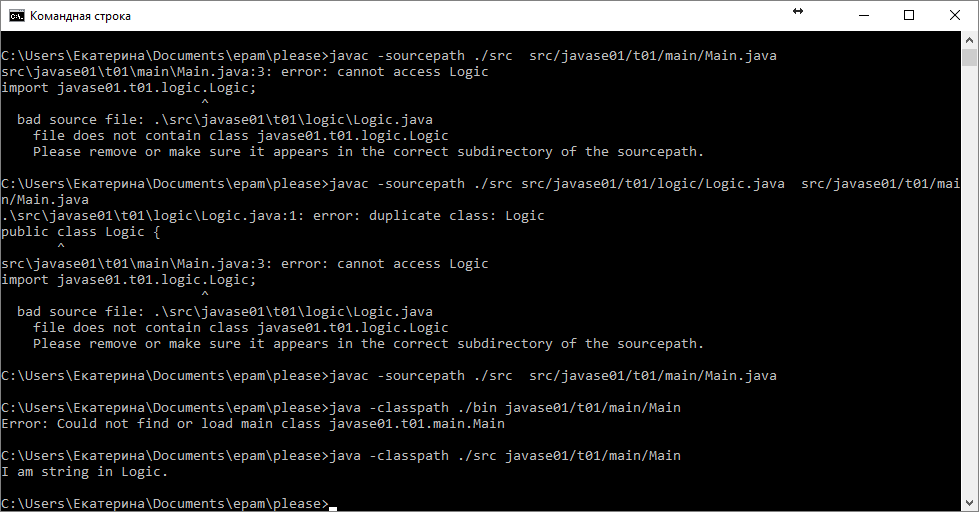 Командная строка
C:\Users\Екатерина\Documents\epam\please>javac -sourcepath ./src  src/javase01/t01/main/Main.java
src\javase01\t01\main\Main.java:3: error: cannot access Logic
import javase01.t01.logic.Logic;
                         ^
  bad source file: .\src\javase01\t01\logic\Logic.java
    file does not contain class javase01.t01.logic.Logic
    Please remove or make sure it appears in the correct subdirectory of the sourcepath.
C:\Users\Екатерина\Documents\epam\please>javac -sourcepath ./src src/javase01/t01/logic/Logic.java  src/javase01/t01/mai
n/Main.java
.\src\javase01\t01\logic\Logic.java:1: error: duplicate class: Logic
public class Logic {
       ^
src\javase01\t01\main\Main.java:3: error: cannot access Logic
import javase01.t01.logic.Logic;
                         ^
  bad source file: .\src\javase01\t01\logic\Logic.java
    file does not contain class javase01.t01.logic.Logic
    Please remove or make sure it appears in the correct subdirectory of the sourcepath.
C:\Users\Екатерина\Documents\epam\please>javac -sourcepath ./src  src/javase01/t01/main/Main.java
C:\Users\Екатерина\Documents\epam\please>java -classpath ./bin javase01/t01/main/Main
Error: Could not find or load main class javase01.t01.main.Main
C:\Users\Екатерина\Documents\epam\please>java -classpath ./src javase01/t01/main/Main
I am string in Logic.
C:\Users\Екатерина\Documents\epam\please>